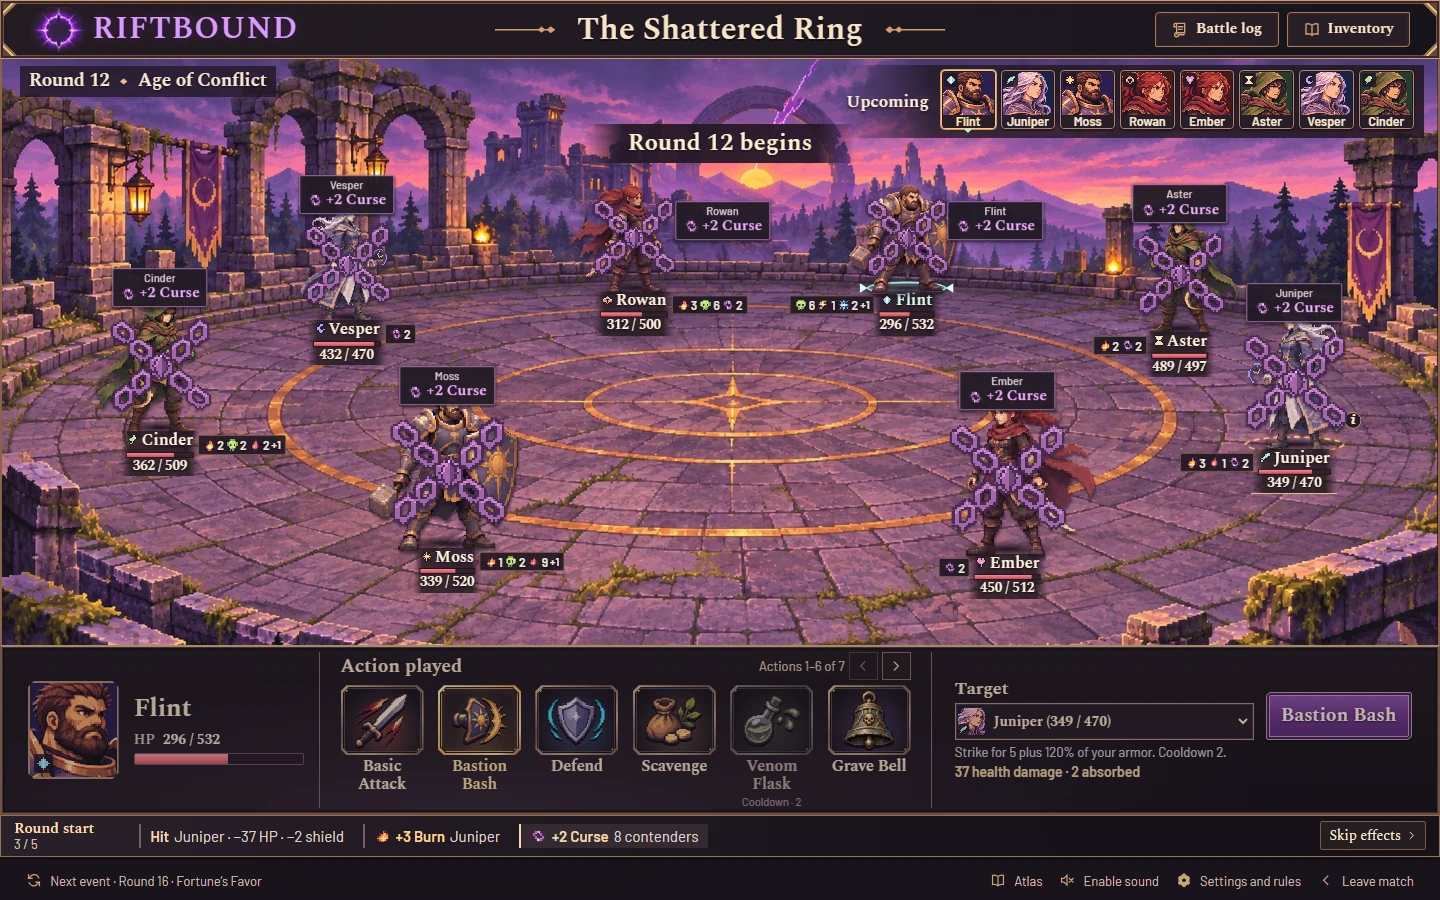 RIFTBOUND
The Shattered Ring
Battle log
Inventory
Round 12 ⬥ Age of Conflict
Upcoming
Flint
Juniper
Moss
Rowan
Ember
Aster
Vesper
Cinder
Round 12 begins
Vesper
+2 Curse
Rowan
+2 Curse
Flint
+2 Curse
Aster
+2 Curse
Cinder
+2 Curse
Juniper
+2 Curse
Rowan
312 / 500
3 6 2
6 1 2+1
Flint
296 / 532
Vesper
432 / 470
2
2 2
Aster
489 / 497
Moss
+2 Curse
Ember
+2 Curse
Cinder
362 / 509
2 2 2+1
i
3 1 2
Juniper
349 / 470
Moss
339 / 520
1 2 9+1
2
Ember
450 / 512
Flint
HP 296 / 532
Action played
Actions 1–6 of 7
Basic Attack
Bastion Bash
Defend
Scavenge
Venom Flask
Cooldown · 2
Grave Bell
Target
Juniper (349 / 470)
Bastion Bash
Strike for 5 plus 120% of your armor. Cooldown 2.
37 health damage · 2 absorbed
Round start
3 / 5
Hit Juniper · −37 HP · −2 shield
+3 Burn Juniper
+2 Curse 8 contenders
Skip effects
Next event · Round 16 · Fortune's Favor
Atlas
Enable sound
Settings and rules
Leave match